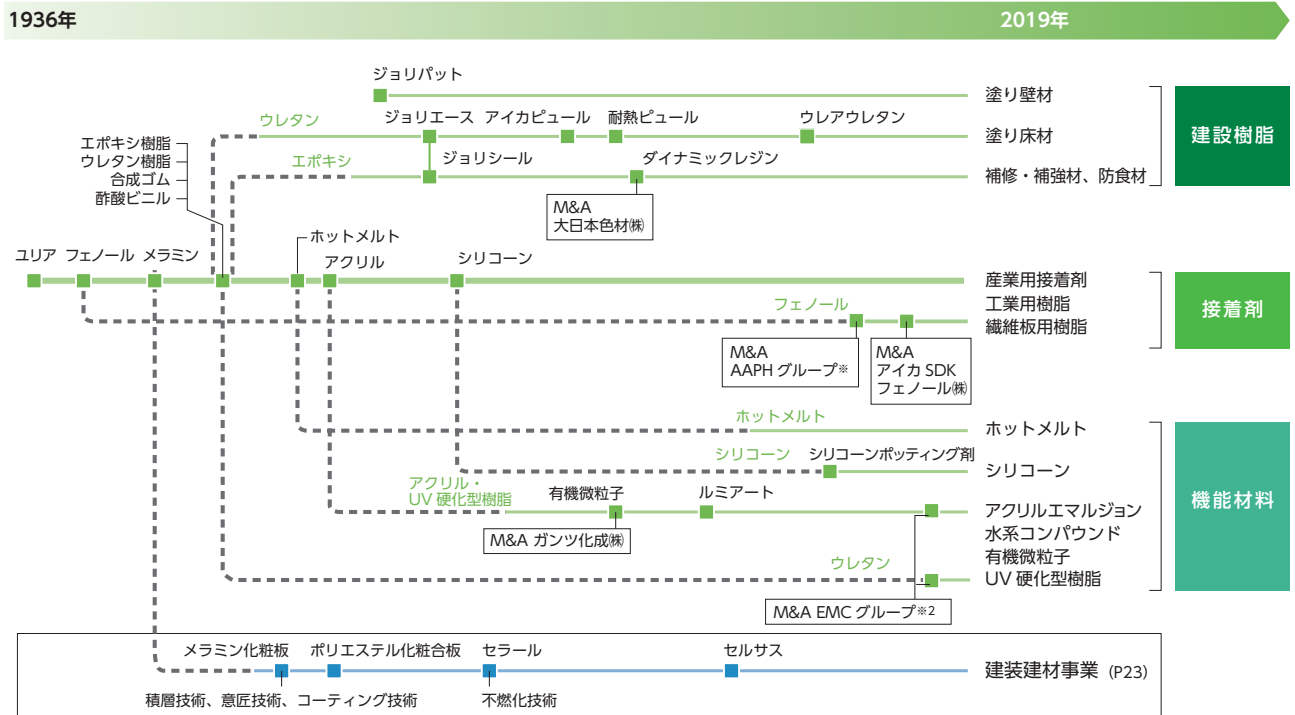 1936年
2019年
ジョリパット
塗り壁材
ウレタン
ジョリエース
アイカピュール
耐熱ピュール
ウレアウレタン
塗り床材
建設樹脂
エポキシ樹脂
ウレタン樹脂
合成ゴム
酢酸ビニル
エポキシ
ジョリシール
ダイナミックレジン
補修・補強材、防食材
M&A
大日本色材㈱
ユリア
フェノール
メラミン
ホットメルト
アクリル
シリコーン
産業用接着剤
工業用樹脂
繊維板用樹脂
接着剤
フェノール
M&A
AAPH グループ※
M&A
アイカ SDK
フェノール㈱
ホットメルト
ホットメルト
シリコーン
シリコーンポッティング剤
シリコーン
機能材料
アクリル・
UV 硬化型樹脂
有機微粒子
ルミアート
アクリルエマルジョン
水系コンパウンド
有機微粒子
UV 硬化型樹脂
M&A ガンツ化成㈱
ウレタン
M&A EMC グループ※2
メラミン化粧板
ポリエステル化粧合板
セラール
セルサス
建装建材事業 (P23)
積層技術、意匠技術、コーティング技術
不燃化技術